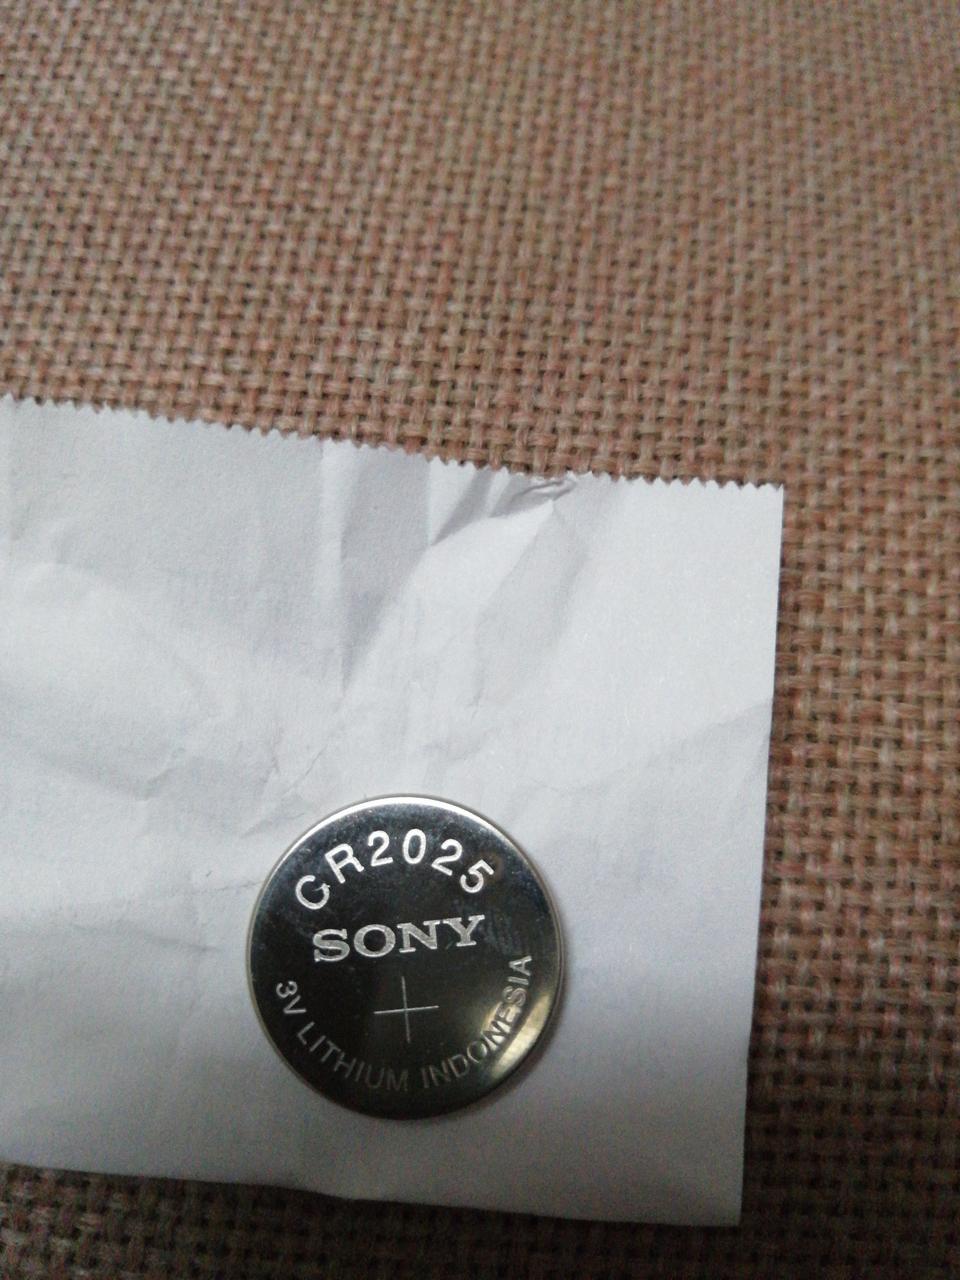 CR2025
SONY
+
3V LITHIUM INDONESIA